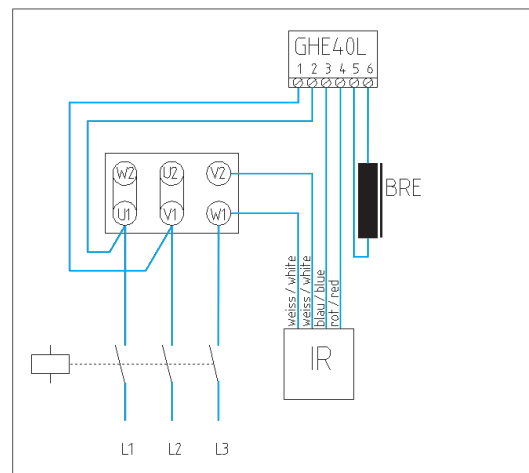 GHE40L
1 2 3 4 5 6
W2 U2 V2
U1 V1 W1
BRE
weiss / white
weiss / white
blau / blue
rot / red
IR
L1 L2 L3